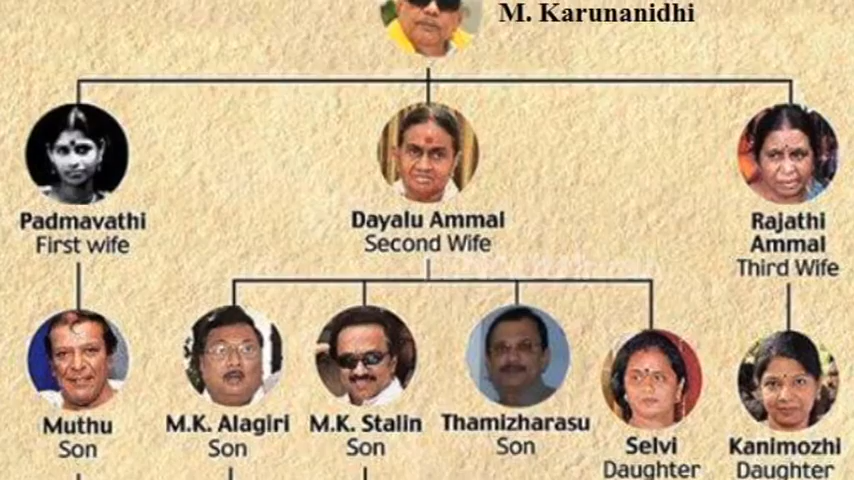 M. Karunanidhi
Padmavathi
First wife
Dayalu Ammal
Second Wife
Rajathi
Ammal
Third Wife
Muthu
Son
M.K. Alagiri
Son
M.K. Stalin
Son
Thamizharasu
Son
Selvi
Daughter
Kanimozhi
Daughter